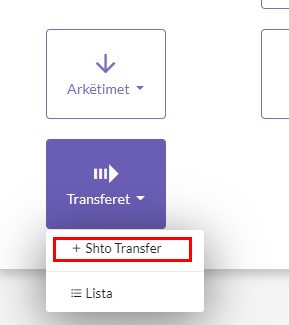 Arkëtimet
Transferet
+ Shto Transfer
Lista